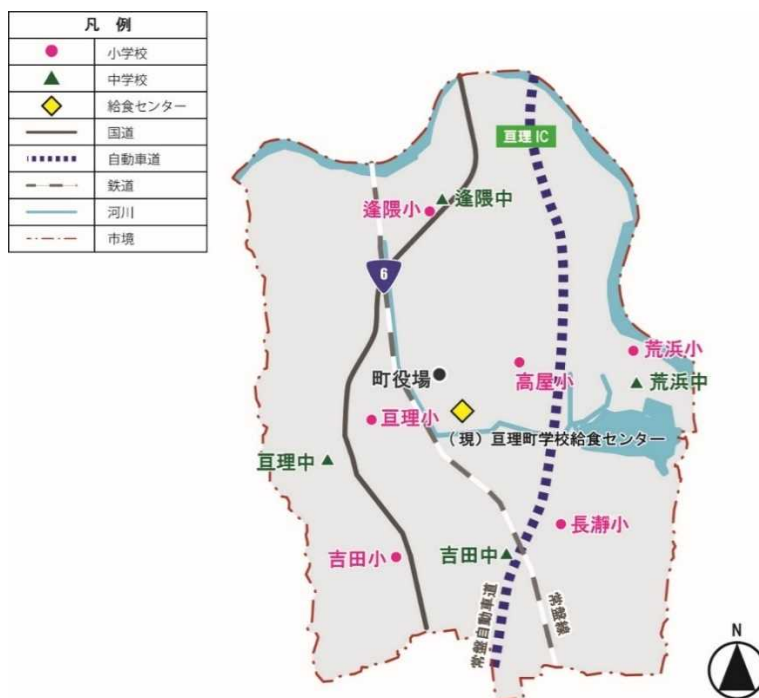 凡 例
小学校
中学校
給食センター
国道
自動車道
鉄道
河川
市境
亘理 IC
逢隈中
逢隈小
6
荒浜小
町役場
高屋小
荒浜中
亘理小
（現）亘理町学校給食センター
亘理中
長瀞小
吉田小
吉田中
常盤自動車道
常盤線
N